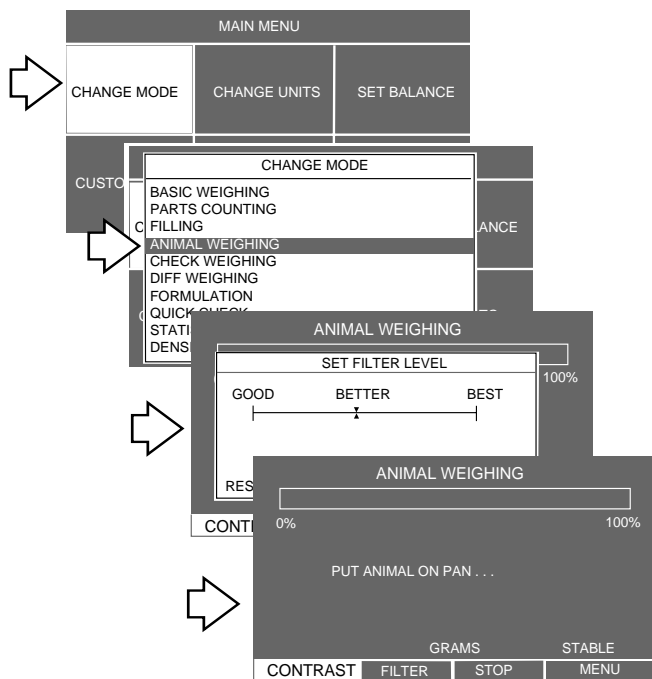 MAIN MENU
CHANGE MODE CHANGE UNITS SET BALANCE
CHANGE MODE
BASIC WEIGHING
PARTS COUNTING
FILLING
ANIMAL WEIGHING
CHECK WEIGHING
DIFF WEIGHING
FORMULATION
ANIMAL WEIGHING
100%
SET FILTER LEVEL
GOOD BETTER BEST
ANIMAL WEIGHING
0% 100%
PUT ANIMAL ON PAN . . .
GRAMS STABLE
CONTRAST FILTER STOP MENU